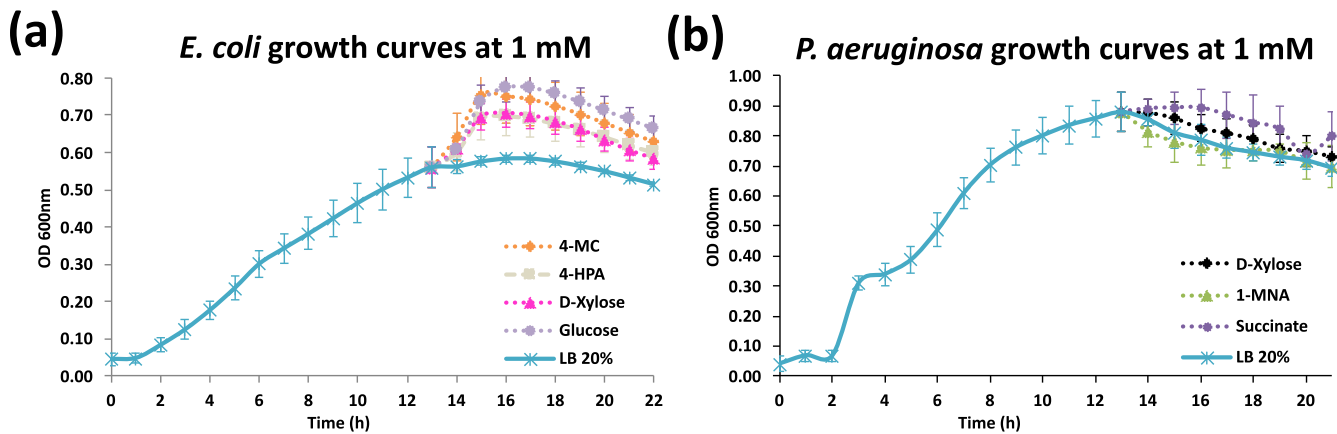 (a)
E. coli growth curves at 1 mM
0.80
0.70
0.60
0.50
0.40
0.30
0.20
0.10
0.00
OD 600nm
4-MC
4-HPA
D-Xylose
Glucose
LB 20%
0 2 4 6 8 10 12 14 16 18 20 22
Time (h)
(b)
P. aeruginosa growth curves at 1 mM
1.00
0.90
0.80
0.70
0.60
0.50
0.40
0.30
0.20
0.10
0.00
OD 600nm
D-Xylose
1-MNA
Succinate
LB 20%
0 2 4 6 8 10 12 14 16 18 20
Time (h)